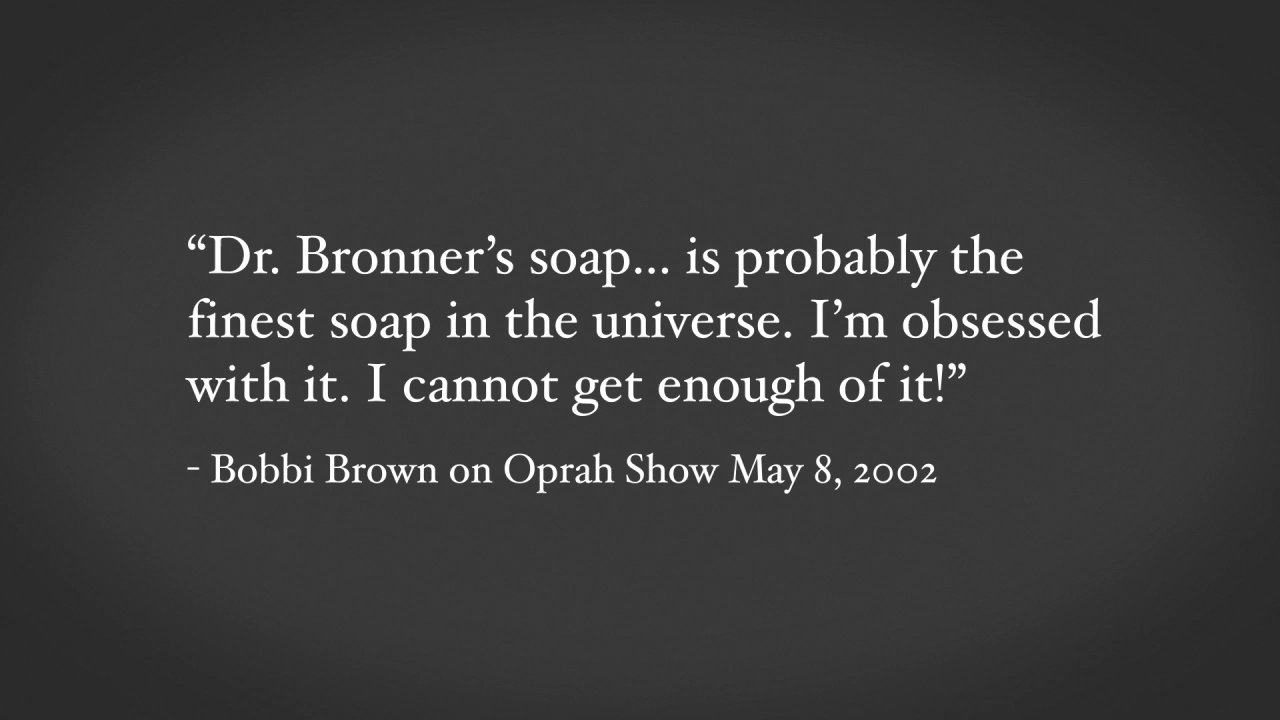 “Dr. Bronner’s soap... is probably the
finest soap in the universe. I’m obsessed
with it. I cannot get enough of it!”
- Bobbi Brown on Oprah Show May 8, 2002